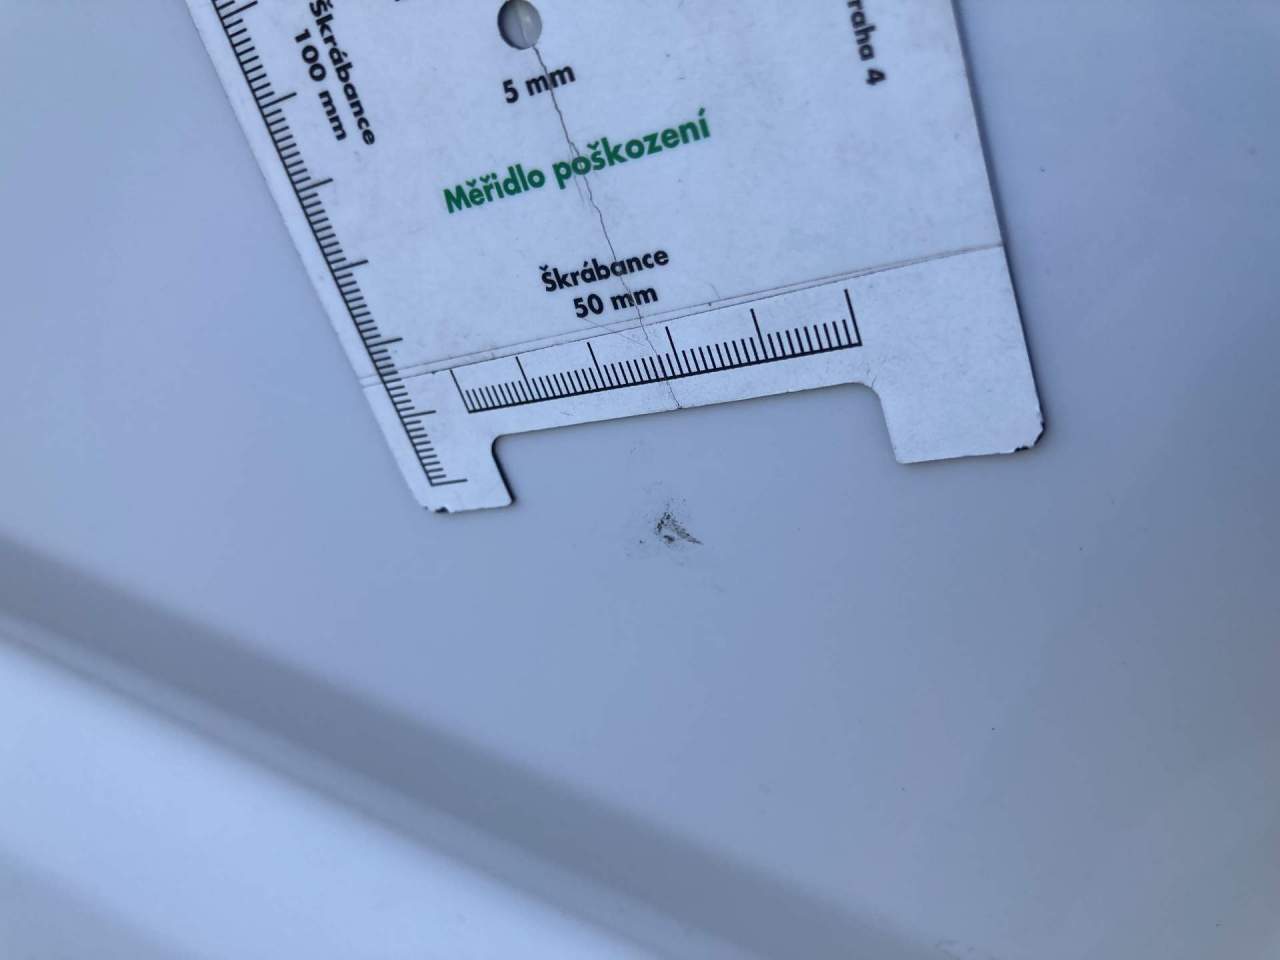 Škrábance
100 mm
5 mm
raha 4
Měřidlo poškození
Škrábance
50 mm